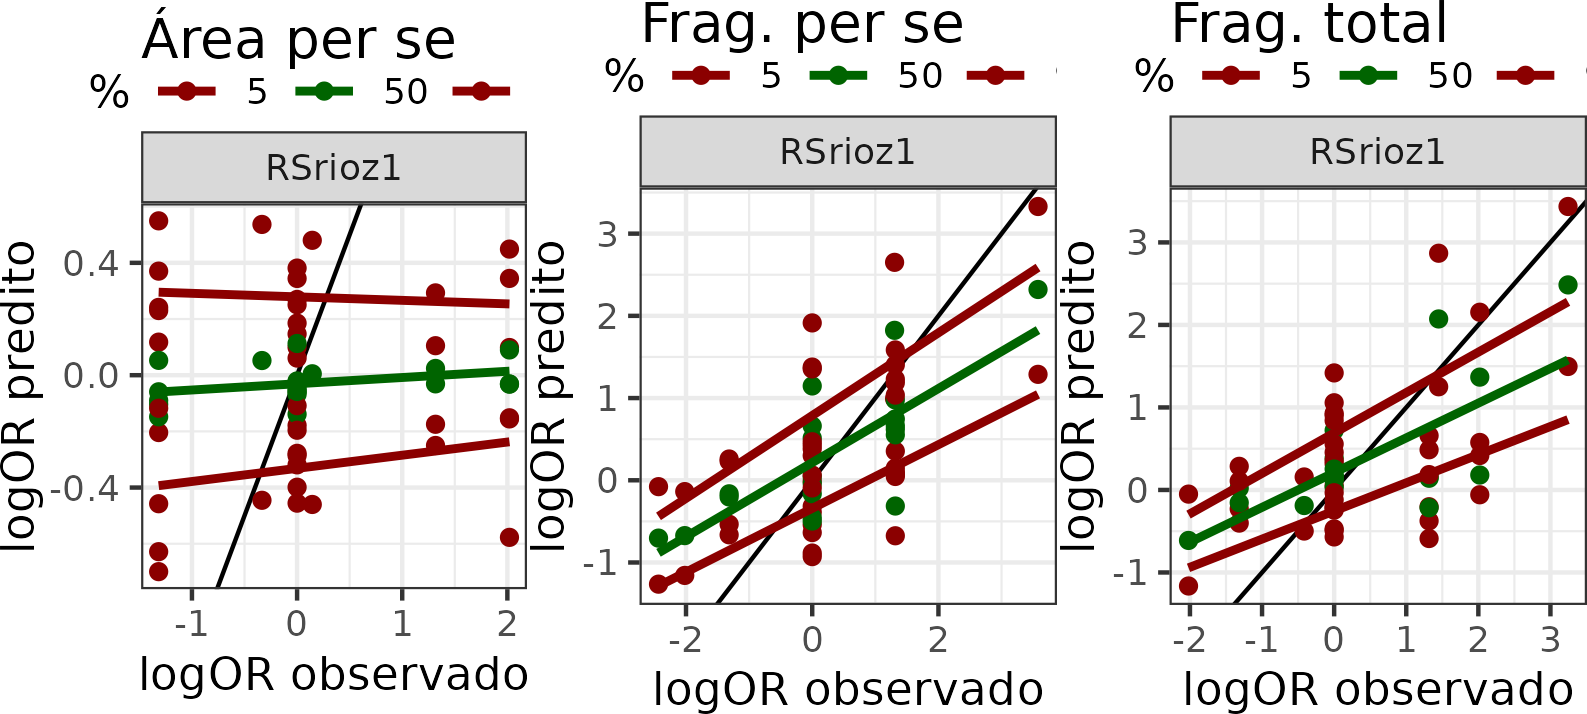 Área per se
% 5 50
RSrioz1
0.4
0.0
-0.4
-1 0 1 2
logOR predito
logOR observado
Frag. per se
% 5 50
RSrioz1
3
2
1
0
-1
-2 0 2
logOR predito
logOR observado
Frag. total
% 5 50
RSrioz1
3
2
1
0
-1
-2 -1 0 1 2 3
logOR predito
logOR observado